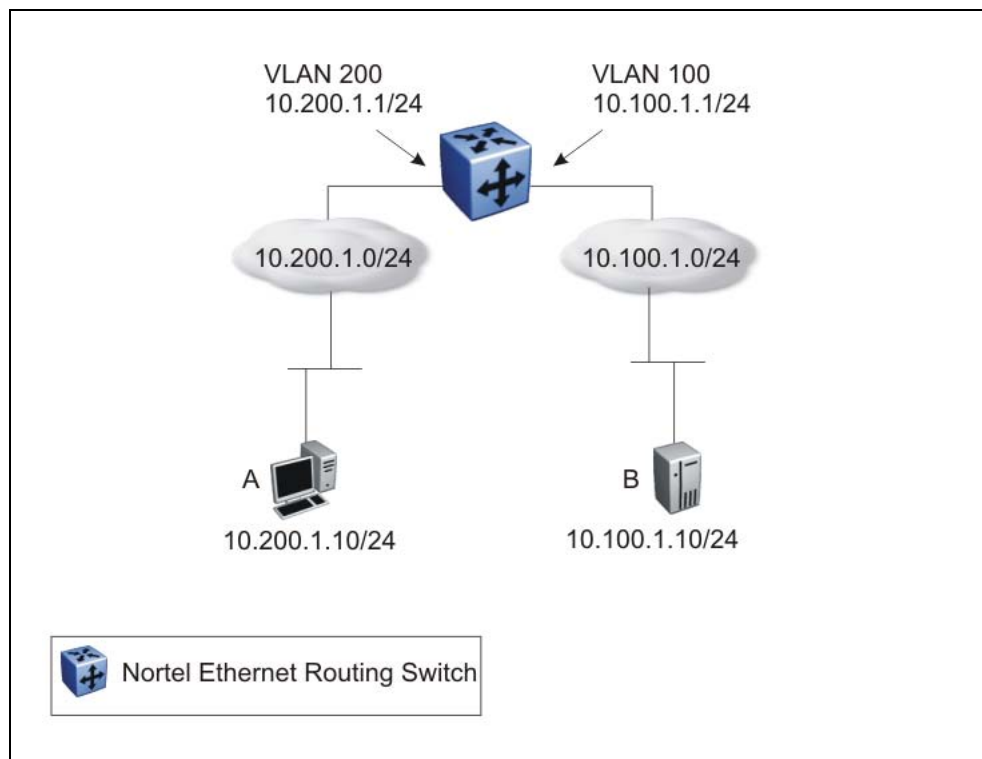 VLAN 200
10.200.1.1/24
VLAN 100
10.100.1.1/24
10.200.1.0/24
10.100.1.0/24
A
B
10.200.1.10/24
10.100.1.10/24
Nortel Ethernet Routing Switch